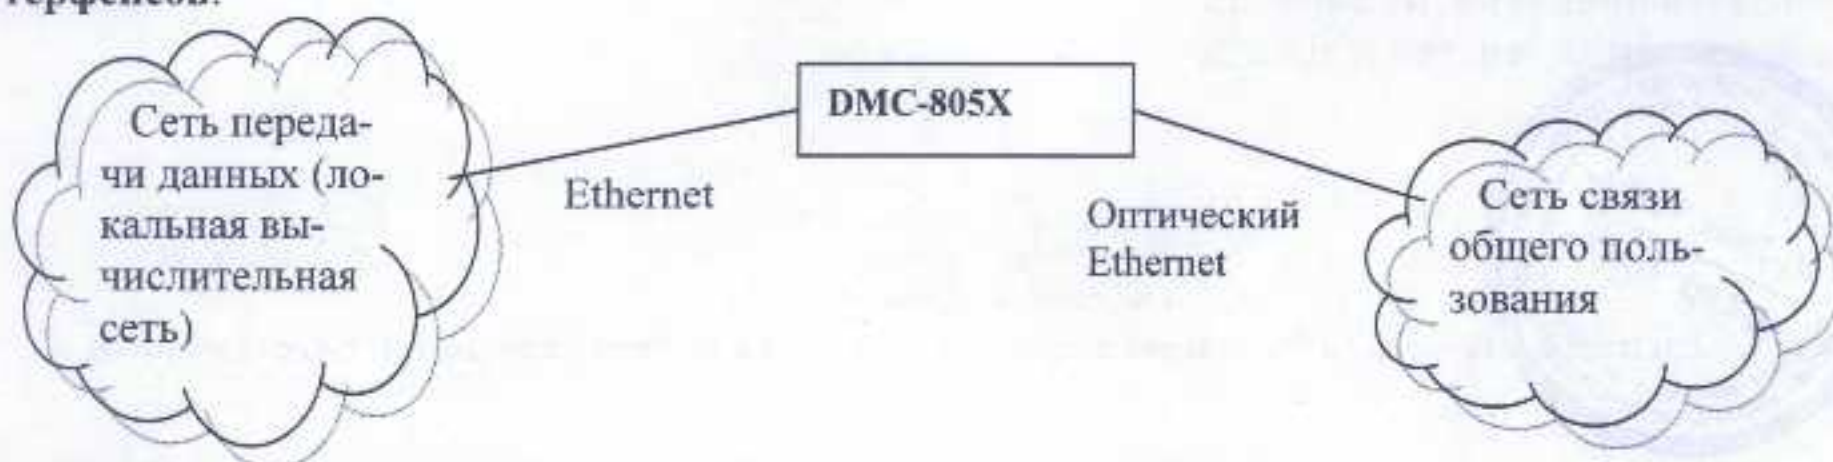 терфейсов:
DMC-805X
Сеть переда-
чи данных (ло-
кальная вы-
числительная
сеть)
Ethernet
Оптический
Ethernet
Сеть связи
общего поль-
зования